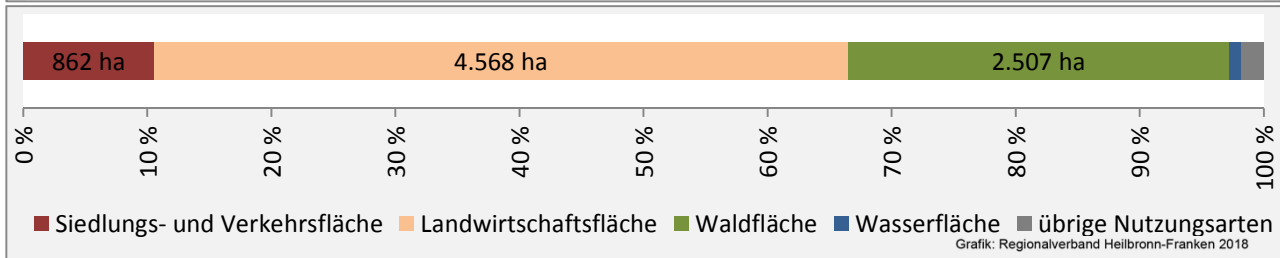 862 ha 4.568 ha 2.507 ha
0 % 10 % 20 % 30 % 40 % 50 % 60 % 70 % 80 % 90 % 100 %
Siedlungs- und Verkehrsfläche Landwirtschaftsfläche Waldfläche Wasserfläche übrige Nutzungsarten
Grafik: Regionalverband Heilbronn-Franken 2018